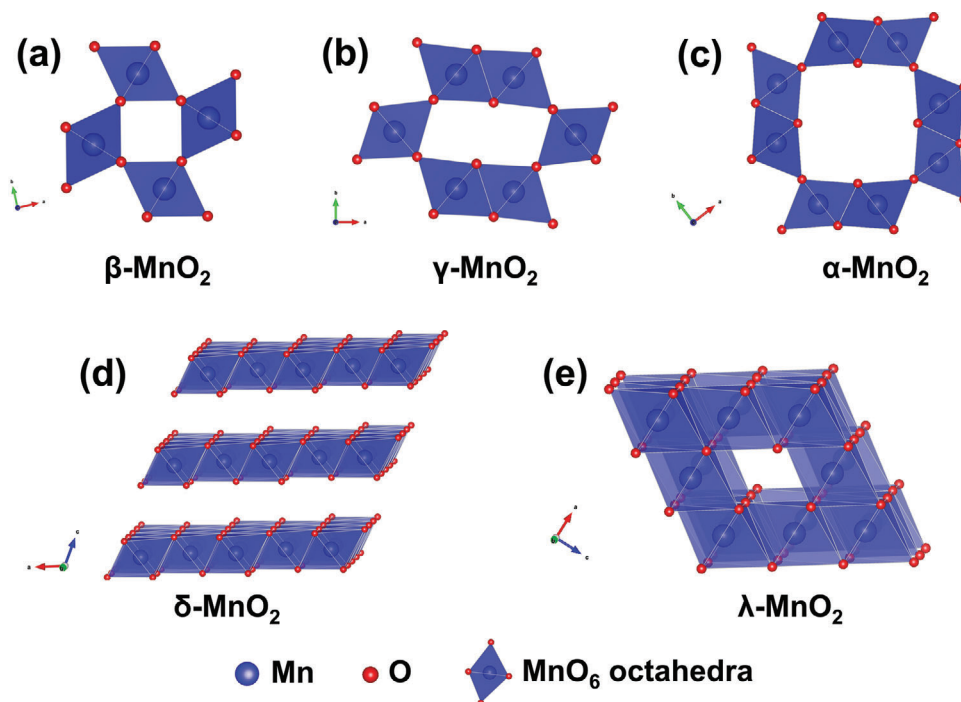 (a)
(b)
(c)
b
a
b
a
b
a
β-MnO₂
γ-MnO₂
α-MnO₂
(d)
(e)
c
a
a
c
δ-MnO₂
λ-MnO₂
Mn
O
MnO₆ octahedra